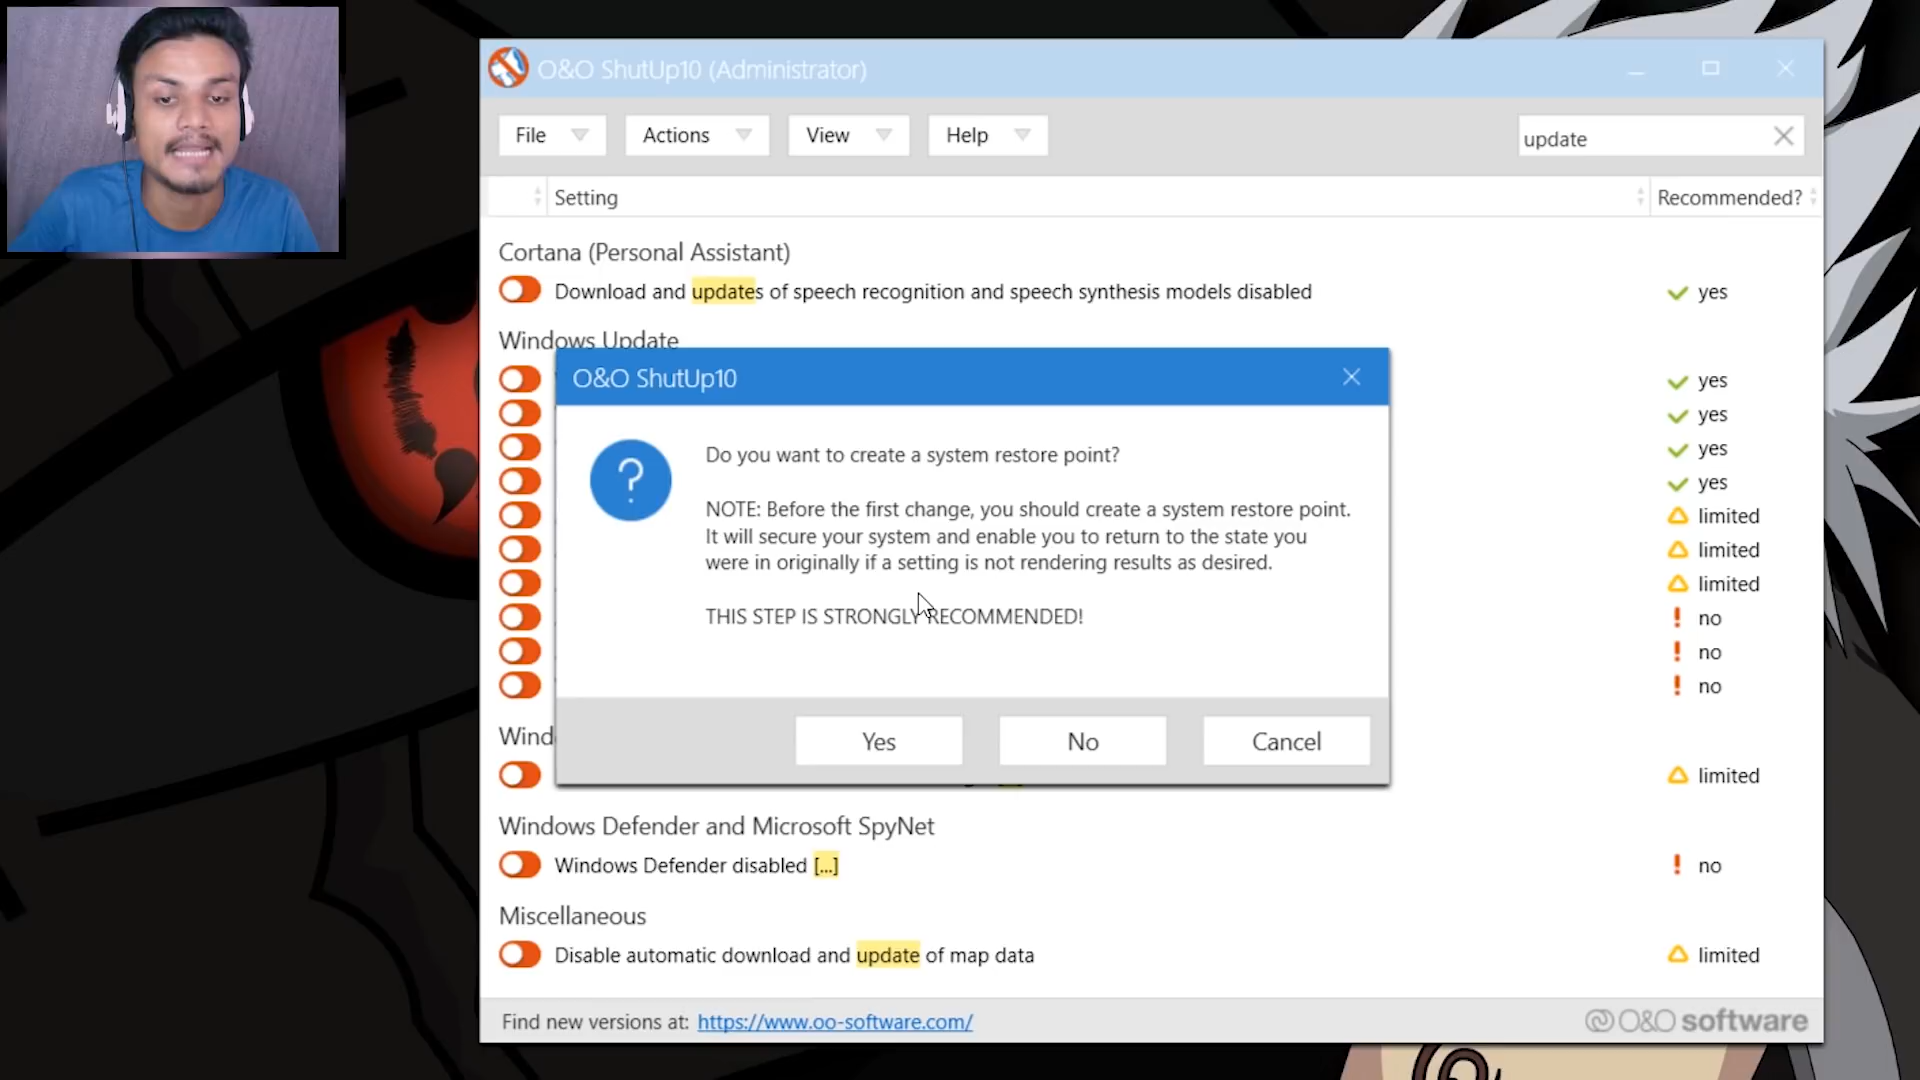 O&O ShutUp10 (Administrator)
File
Actions
View
Help
update
Setting
Recommended?
Cortana (Personal Assistant)
Download and updates of speech recognition and speech synthesis models disabled
yes
Windows Update
O&O ShutUp10
yes
yes
Do you want to create a system restore point?
yes
yes
NOTE: Before the first change, you should create a system restore point.
limited
It will secure your system and enable you to return to the state you
limited
were in originally if a setting is not rendering results as desired.
limited
THIS STEP IS STRONGLY RECOMMENDED!
no
no
no
Wind
Yes
No
Cancel
limited
Windows Defender and Microsoft SpyNet
Windows Defender disabled [...]
no
Miscellaneous
Disable automatic download and update of map data
limited
Find new versions at: https://www.oo-software.com/
O&O software